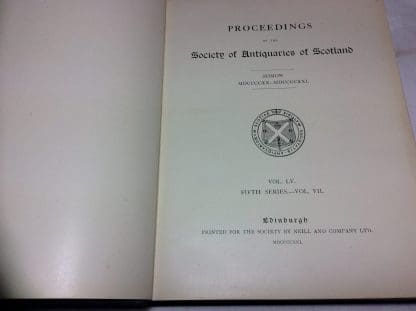 PROCEEDINGS
OF THE
Society of Antiquaries of Scotland
SESSION
MDCCCCXX–MDCCCCXXI.
VOL. LV.
FIFTH SERIES.—VOL. VII.
Edinburgh
PRINTED FOR THE SOCIETY BY NEILL AND COMPANY LTD.
MDCCCCXXI.